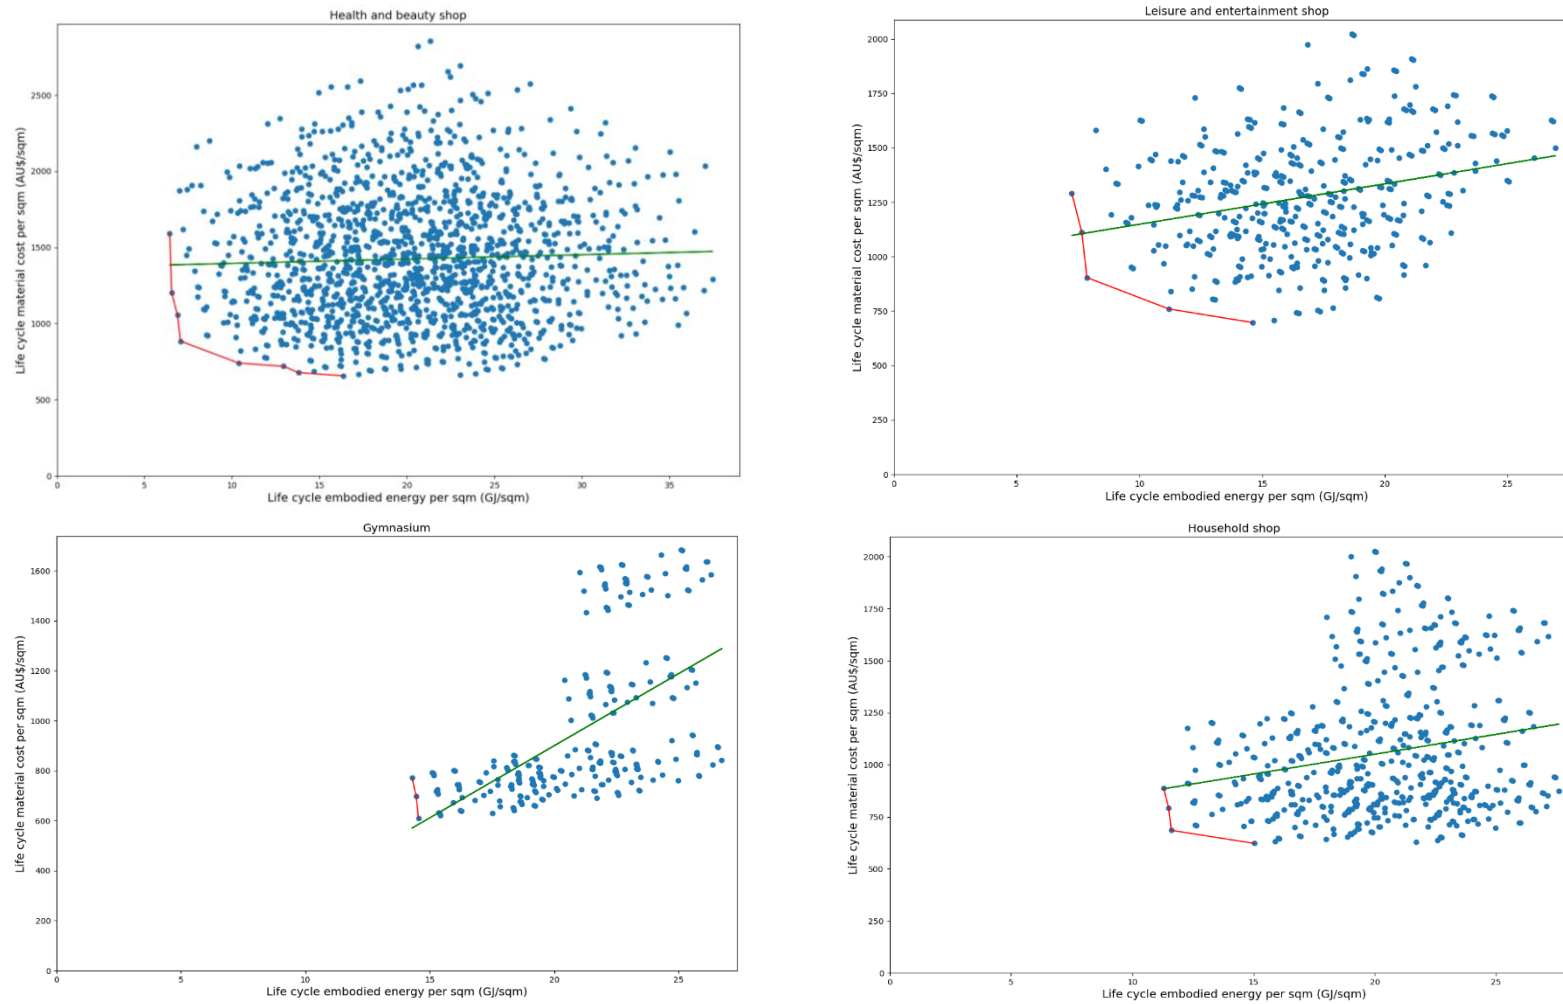 Health and beauty shop
Life cycle material cost per sqm (AU$/sqm)
2500
2000
1500
1000
500
0
0 5 10 15 20 25 30 35
Life cycle embodied energy per sqm (GJ/sqm)
Leisure and entertainment shop
Life cycle material cost per sqm (AU$/sqm)
2000
1750
1500
1250
1000
750
500
250
0
0 5 10 15 20 25
Life cycle embodied energy per sqm (GJ/sqm)
Gymnasium
Life cycle material cost per sqm (AU$/sqm)
1600
1400
1200
1000
800
600
400
200
0
0 5 10 15 20 25
Life cycle embodied energy per sqm (GJ/sqm)
Household shop
Life cycle material cost per sqm (AU$/sqm)
2000
1750
1500
1250
1000
750
500
250
0
0 5 10 15 20 25
Life cycle embodied energy per sqm (GJ/sqm)